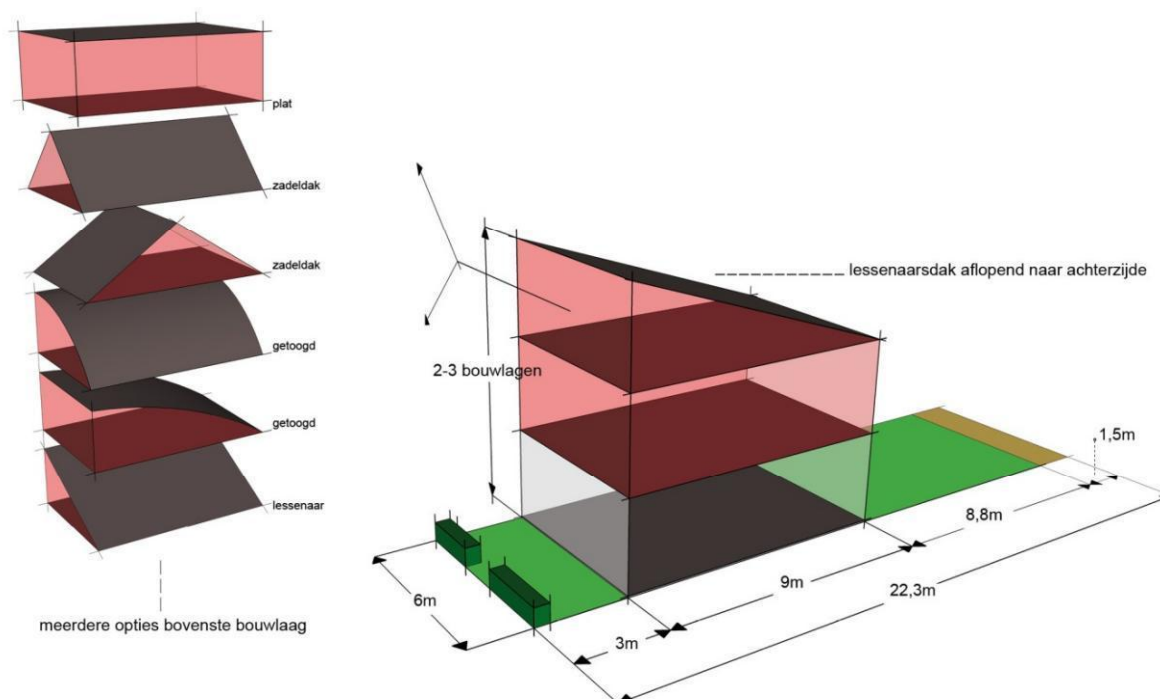 plat
zadeldak
zadeldak
getoogd
getoogd
lessenaar
meerdere opties bovenste bouwlaag
lessenaarsdak aflopend naar achterzijde
2-3 bouwlagen
1,5m
8,8m
9m
22,3m
6m
3m